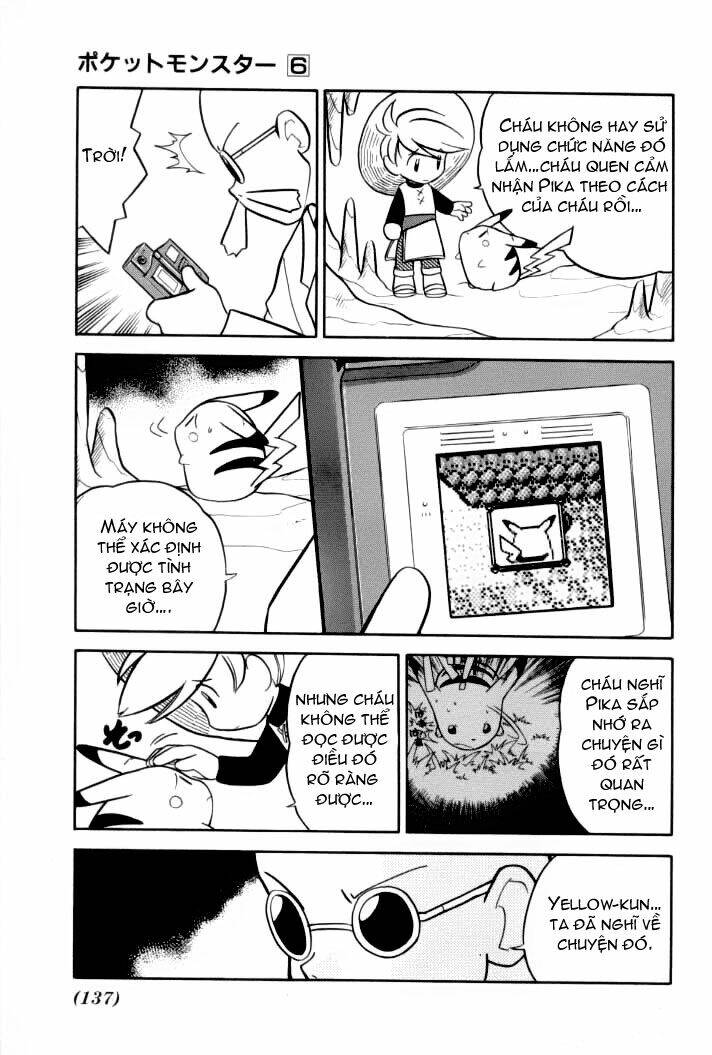 ポケットモンスター 6
CHÁU KHÔNG HAY SỬ
DỤNG CHỨC NĂNG ĐÓ
LẮM...CHÁU QUEN CẢM
NHẬN PIKA THEO CÁCH
CỦA CHÁU RỒI...
TRỜI!
MÁY KHÔNG
THỂ XÁC ĐỊNH
ĐƯỢC TÌNH
TRẠNG BÂY
GIỜ....
CHÁU NGHĨ
PIKA SẮP
NHỚ RA
CHUYỆN GÌ
ĐÓ RẤT
QUAN
TRỌNG...
NHƯNG CHÁU
KHÔNG THỂ
ĐỌC ĐƯỢC
ĐIỀU ĐÓ
RÕ RÀNG
ĐƯỢC...
YELLOW-KUN...
TA ĐÃ NGHĨ VỀ
CHUYỆN ĐÓ.
(137)